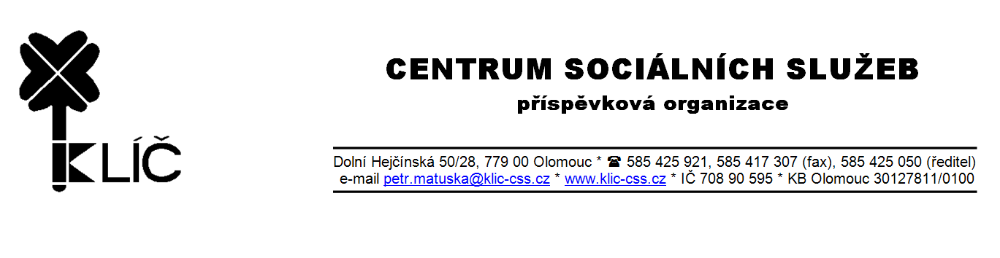 KLÍČ
CENTRUM SOCIÁLNÍCH SLUŽEB
příspěvková organizace
Dolní Hejčínská 50/28, 779 00 Olomouc * ☎ 585 425 921, 585 417 307 (fax), 585 425 050 (ředitel)
e-mail petr.matuska@klic-css.cz * www.klic-css.cz * IČ 708 90 595 * KB Olomouc 30127811/0100